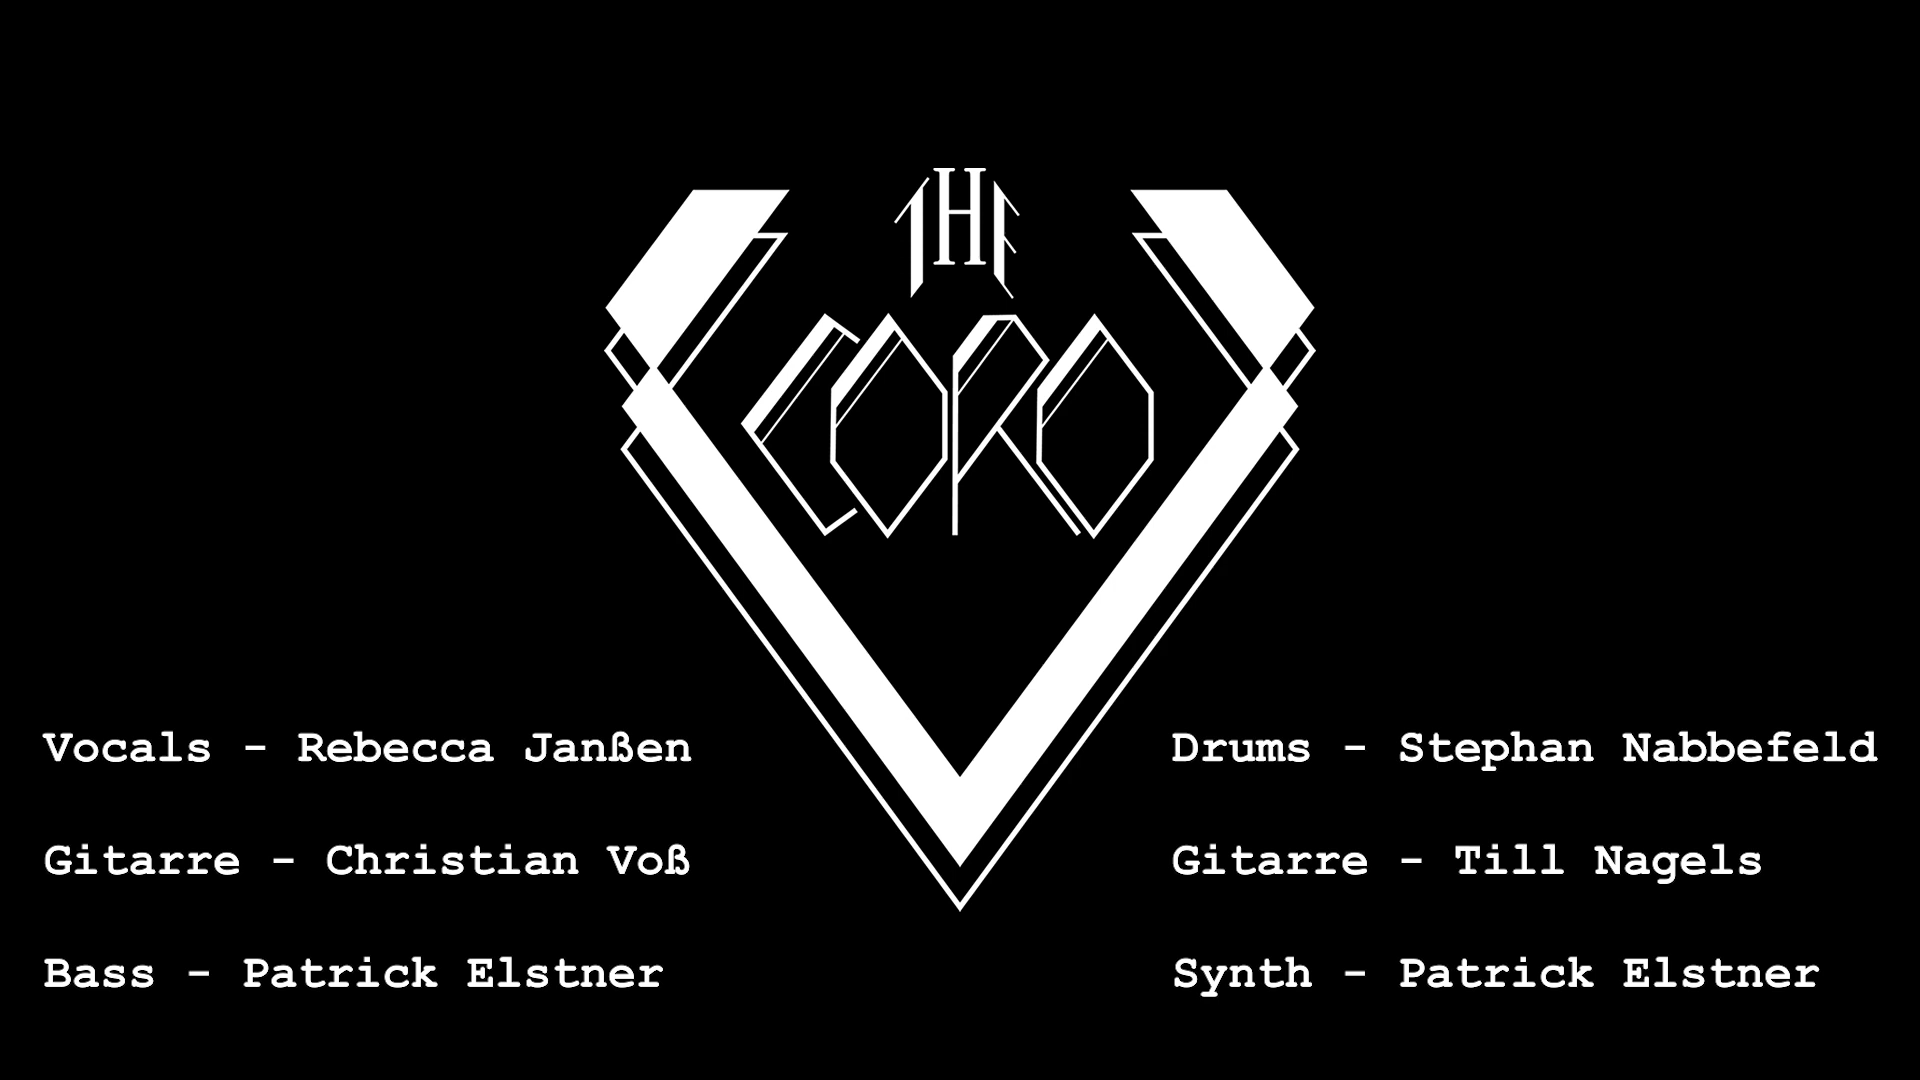 THE
CORO
Vocals - Rebecca Janßen
Gitarre - Christian Voß
Bass - Patrick Elstner
Drums - Stephan Nabbefeld
Gitarre - Till Nagels
Synth - Patrick Elstner